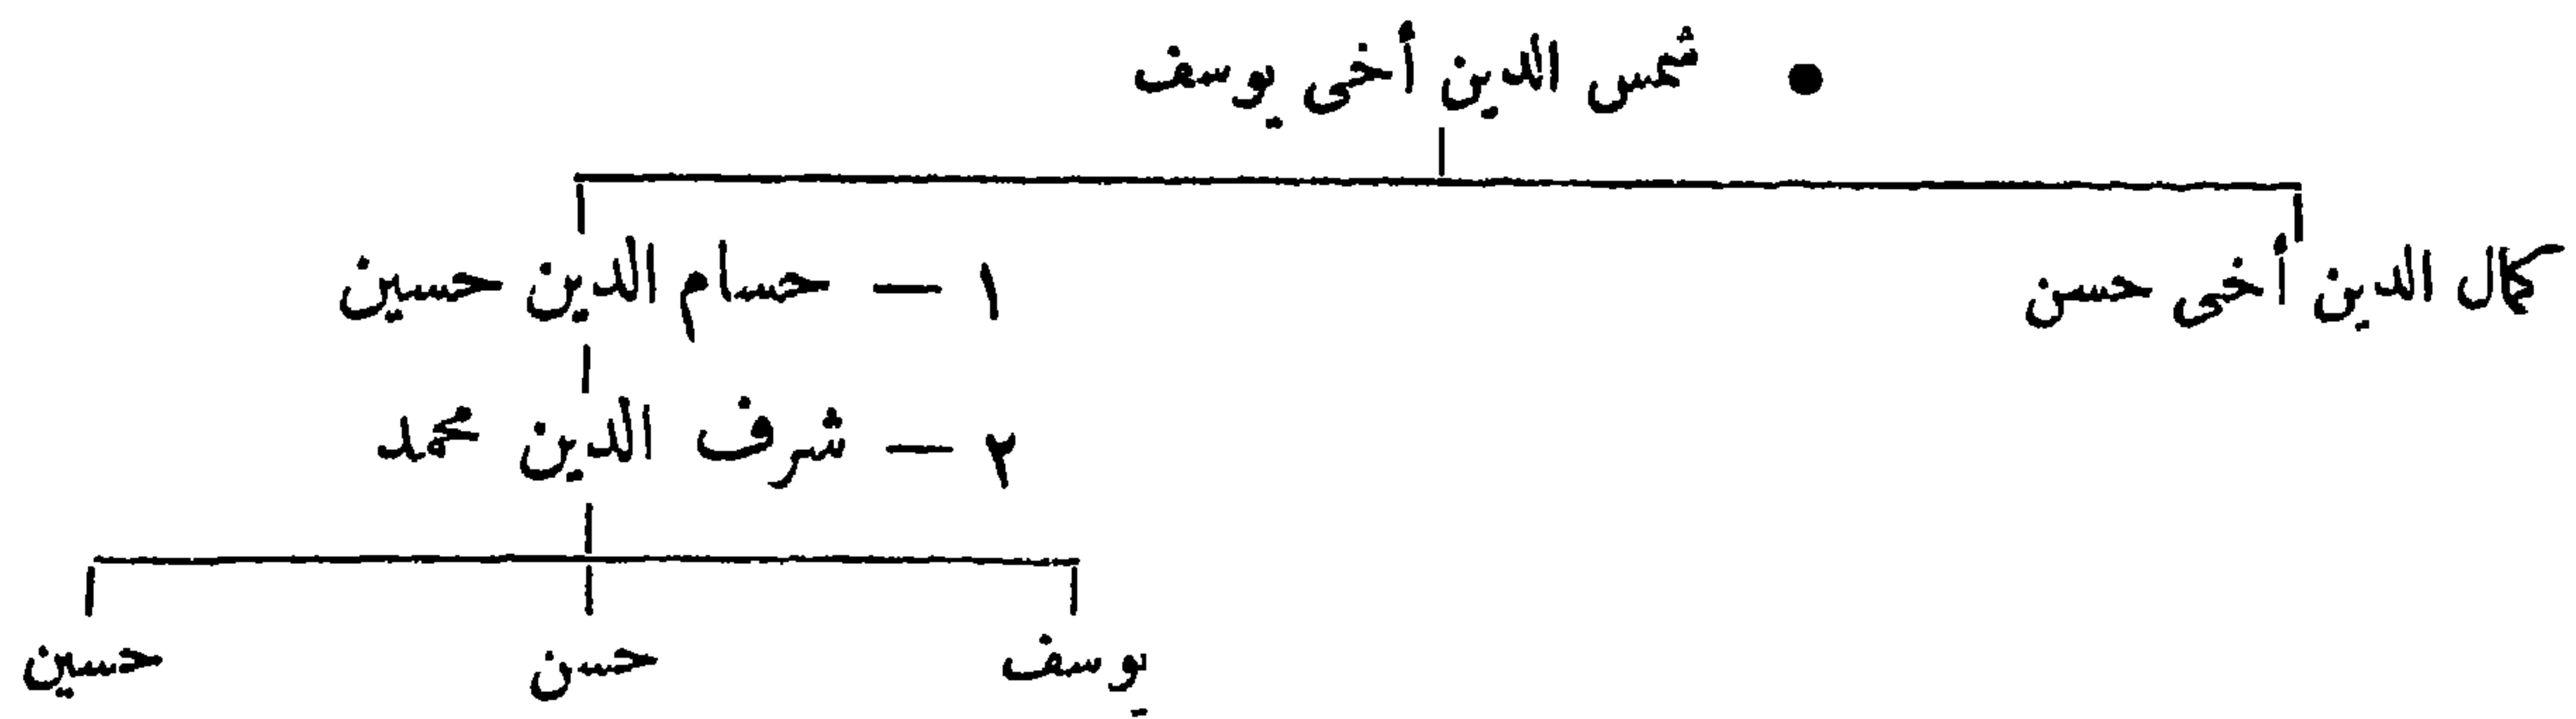 ● شمس الدين أخى يوسف
كمال الدين أخى حسن
١ — حسام الدين حسين
٢ — شرف الدين محمد
يوسف حسن حسين